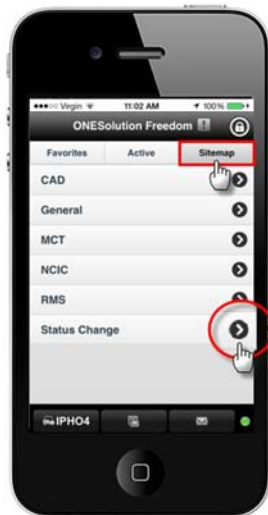 Virgin 11:02 AM 100%
ONESolution Freedom !
Favorites Active Sitemap
CAD
General
MCT
NCIC
RMS
Status Change
IPHO4